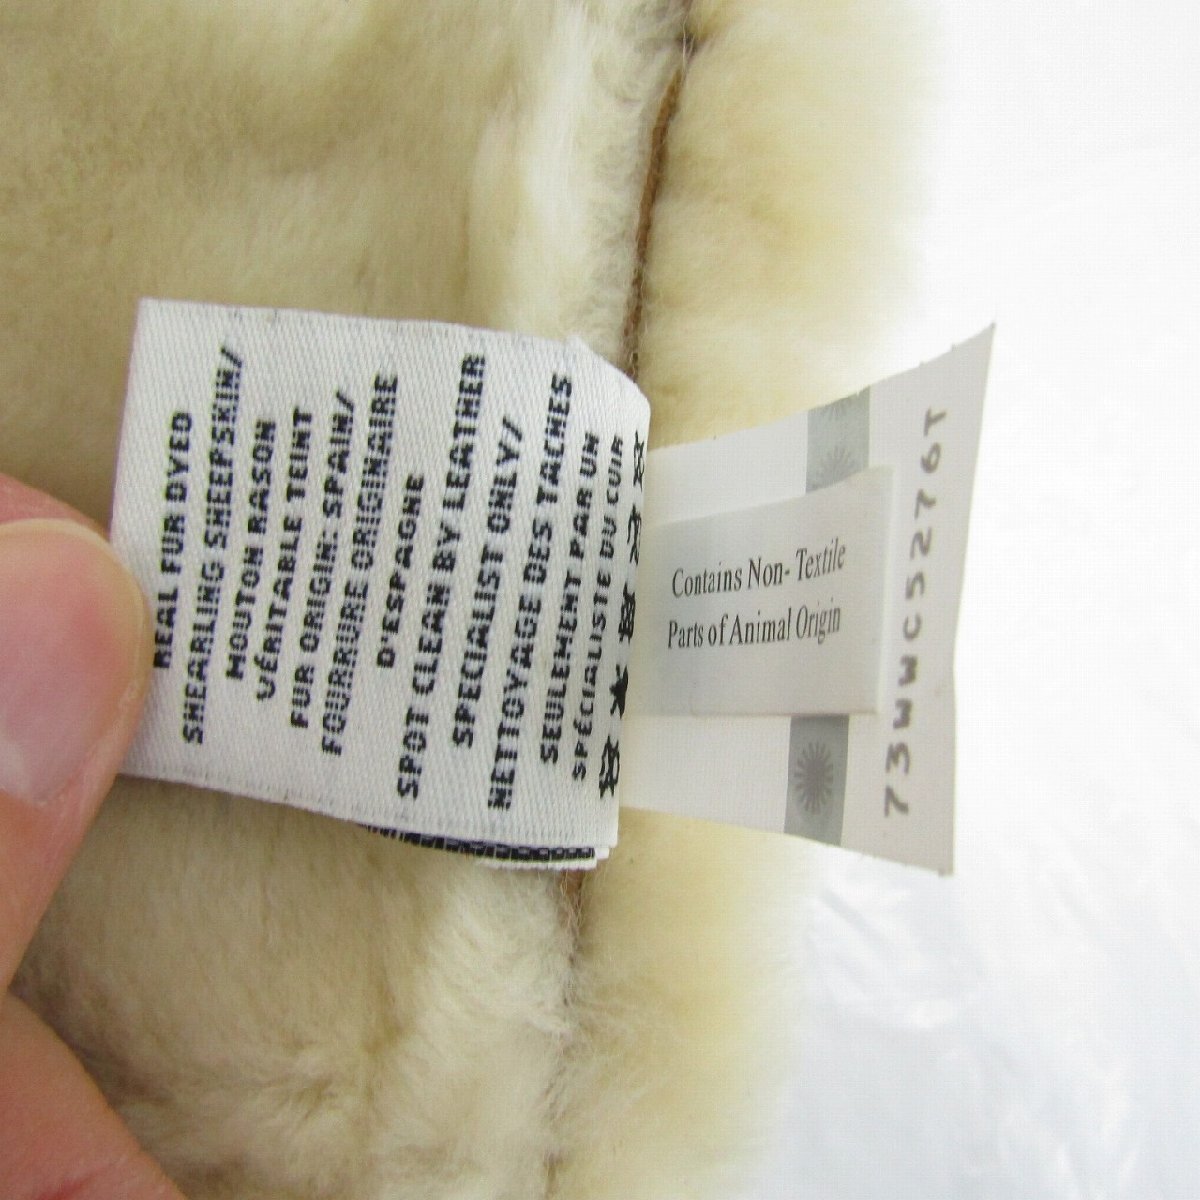 REAL FUR DYED
SHEARLING SHEEPSKIN/
MOUTON RASON
VÉRITABLE TEINT
FUR ORIGIN: SPAIN/
FOURRURE ORIGINAIRE
D'ESPAGNE
SPOT CLEAN BY LEATHER
SPECIALIST ONLY/
NETTOYAGE DES TACHES
SEULEMENT PAR UN
SPÉCIALISTE DU CUIR
Contains Non- Textile
Parts of Animal Origin
73WWC5276T